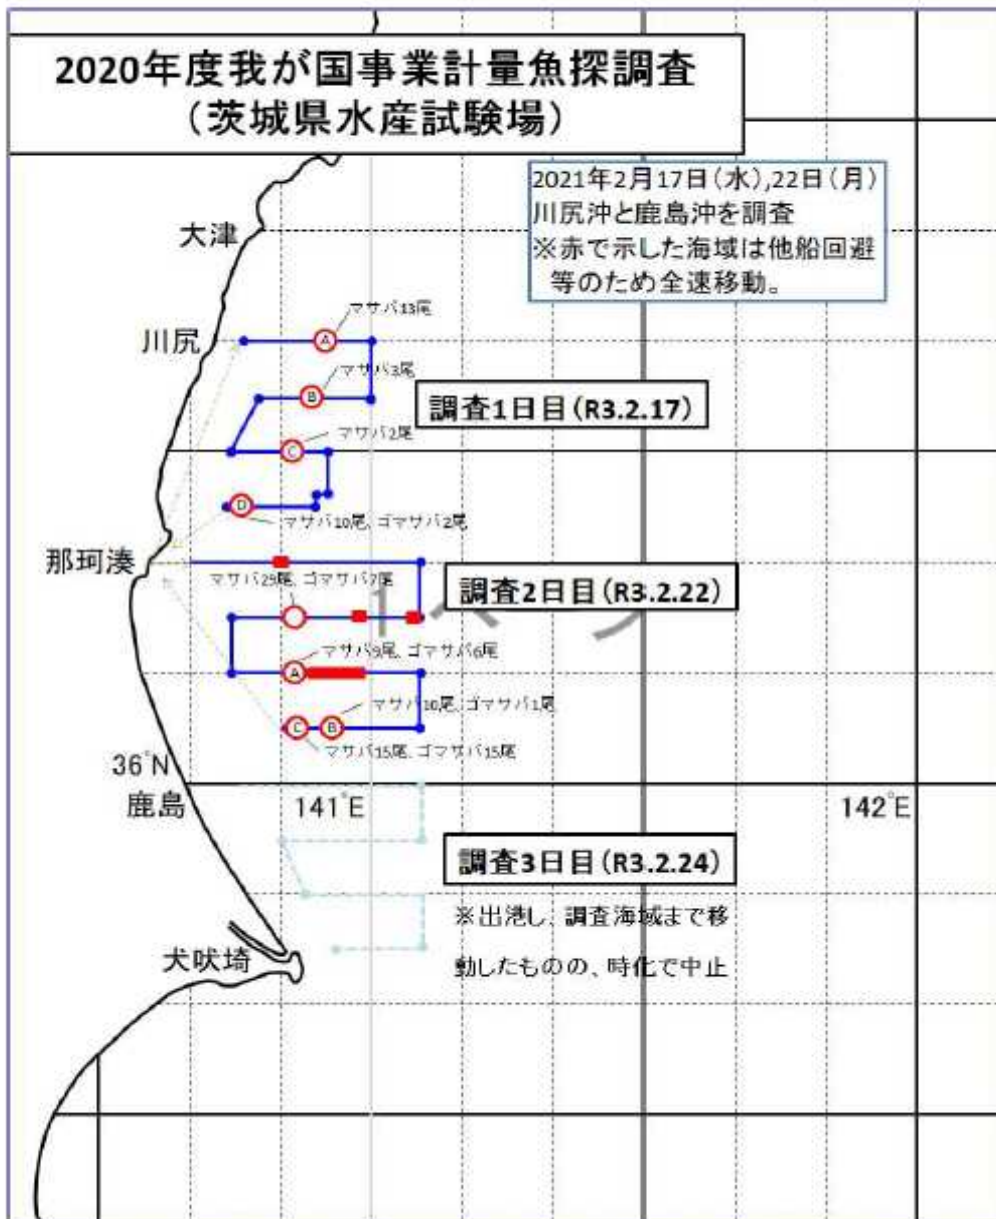 2020年度我が国事業計量魚探調査
(茨城県水産試験場)
2021年2月17日(水),22日(月)
川尻沖と鹿島沖を調査
※赤で示した海域は他船回避
等のため全速移動。
大津
マサバ13尾
川尻
A
マサバ3尾
B
調査1日目(R3.2.17)
マサバ2尾
C
D
マサバ10尾、ゴマサバ2尾
那珂湊
マサバ29尾、ゴマサバ7尾
調査2日目(R3.2.22)
マサバ9尾、ゴマサバ6尾
A
マサバ10尾、ゴマサバ1尾
C
B
マサバ15尾、ゴマサバ15尾
36°N
鹿島
141°E
142°E
調査3日目(R3.2.24)
※出港し、調査海域まで移
動したものの、時化で中止
犬吠埼